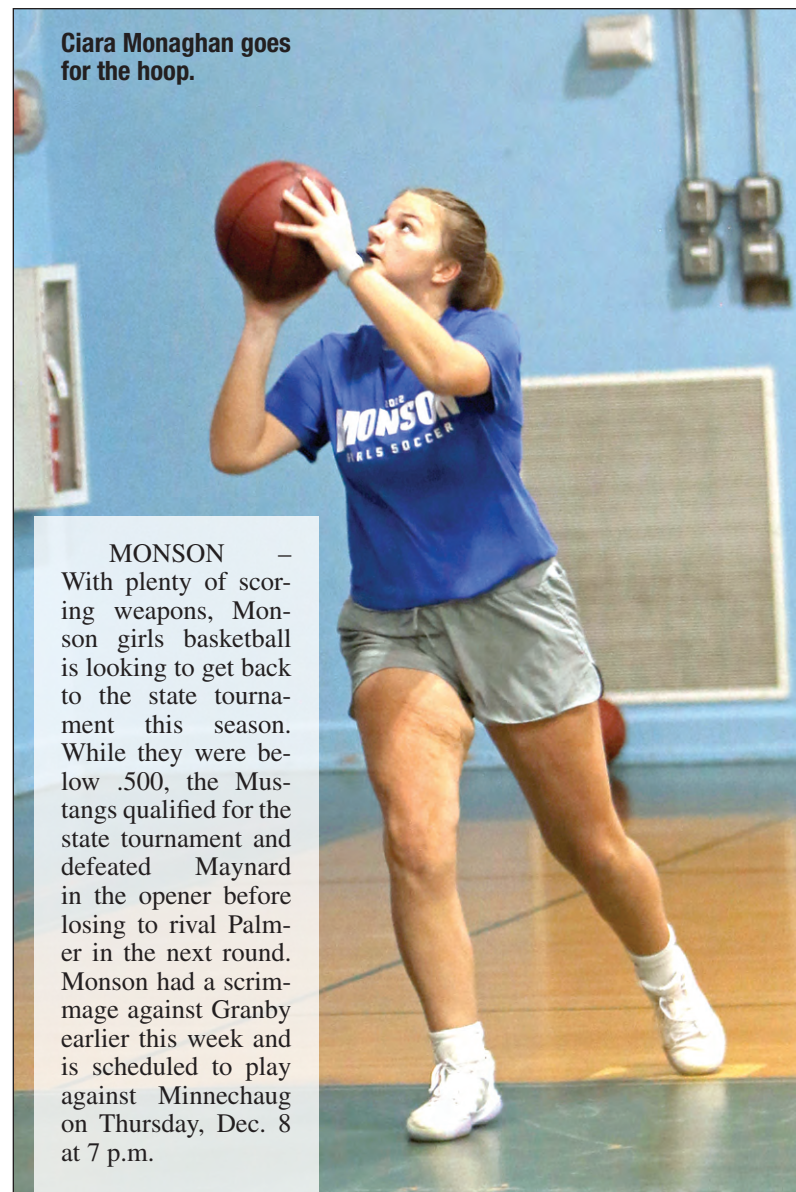 Ciara Monaghan goes
for the hoop.
MONSON
GIRLS SOCCER
MONSON –
With plenty of scor-
ing weapons, Mon-
son girls basketball
is looking to get back
to the state tourna-
ment this season.
While they were be-
low .500, the Mus-
tangs qualified for the
state tournament and
defeated Maynard
in the opener before
losing to rival Palm-
er in the next round.
Monson had a scrim-
mage against Granby
earlier this week and
is scheduled to play
against Minnechaug
on Thursday, Dec. 8
at 7 p.m.